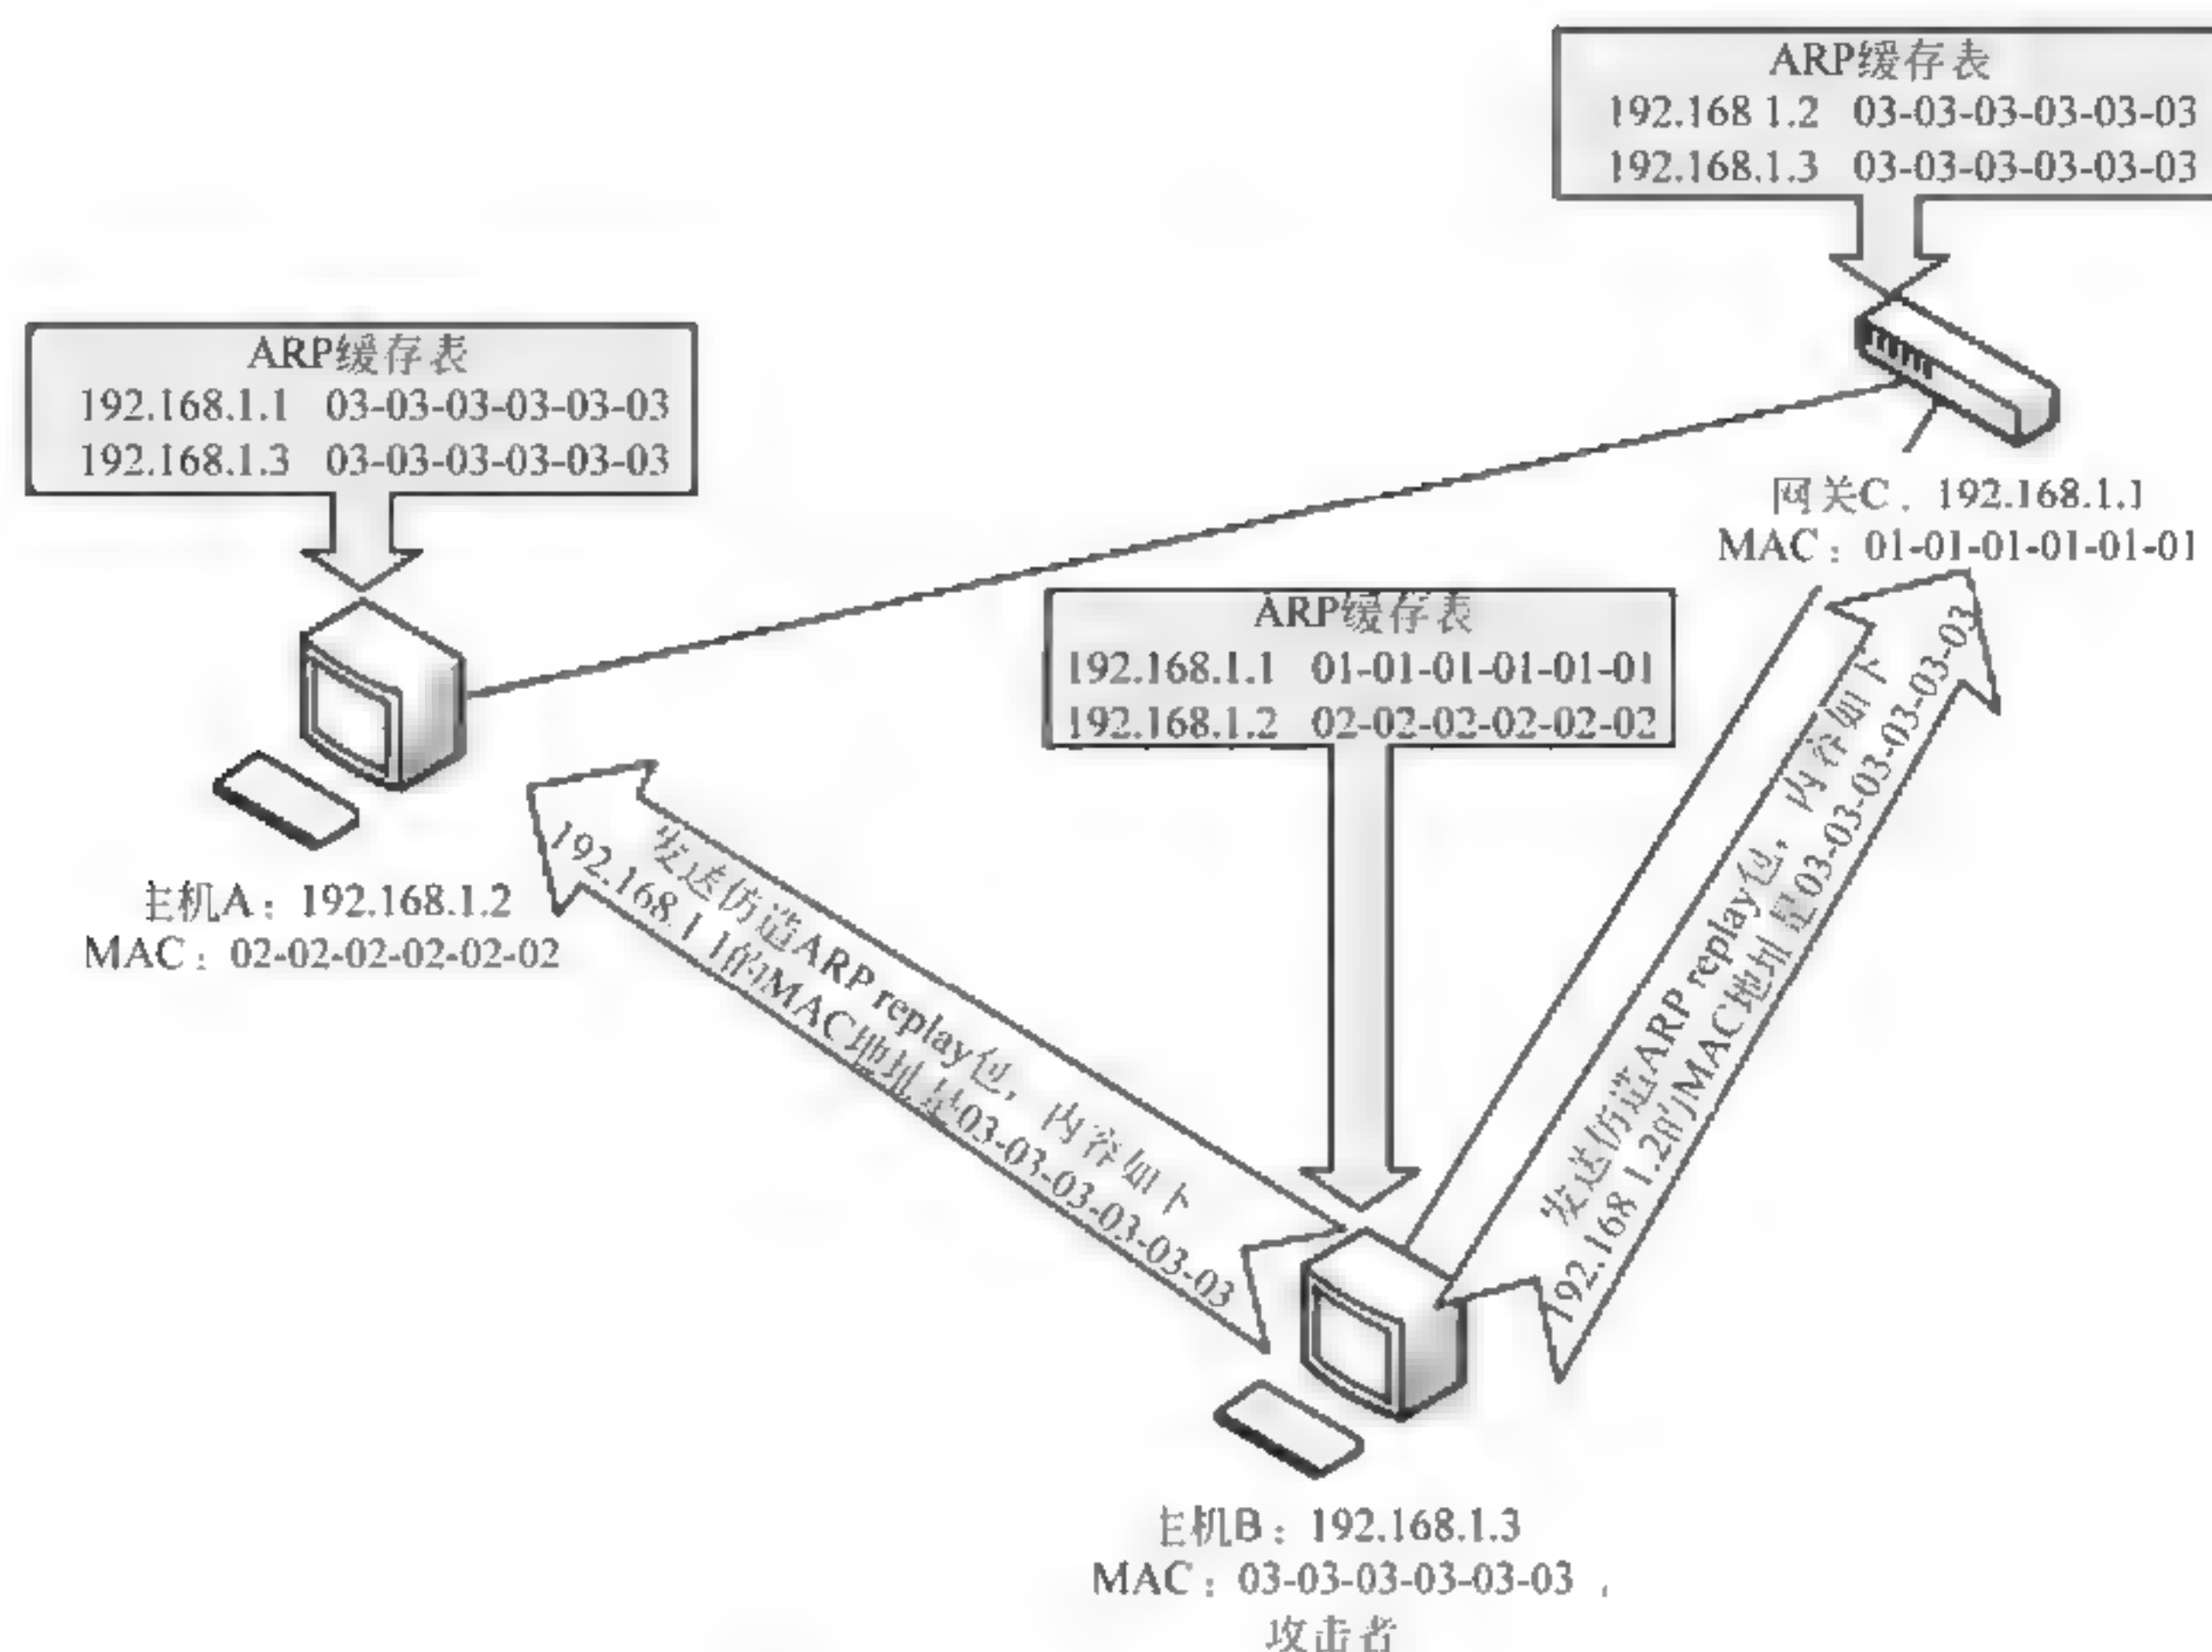 ARP缓存表
192.168 1.2 03-03-03-03-03-03
192.168.1.3 03-03-03-03-03-03
ARP缓存表
192.168.1.1 03-03-03-03-03-03
192.168.1.3 03-03-03-03-03-03
网关C. 192.168.1.1
MAC:01-01-01-01-01-01
ARP缓存表
192.168.1.1 01-01-01-01-01-01
192.168.1.2 02-02-02-02-02-02
主机A:192.168.1.2
MAC:02-02-02-02-02-02
发送仿造ARP replay包,内容如下
192.168.1 1的MAC地址是03-03-03-03-03-03
发送仿造ARP replay包,内容如下
192.168 1.2的MAC地址是03-03-03-03-03-03
主机B:192.168.1.3
MAC:03-03-03-03-03-03
攻击者